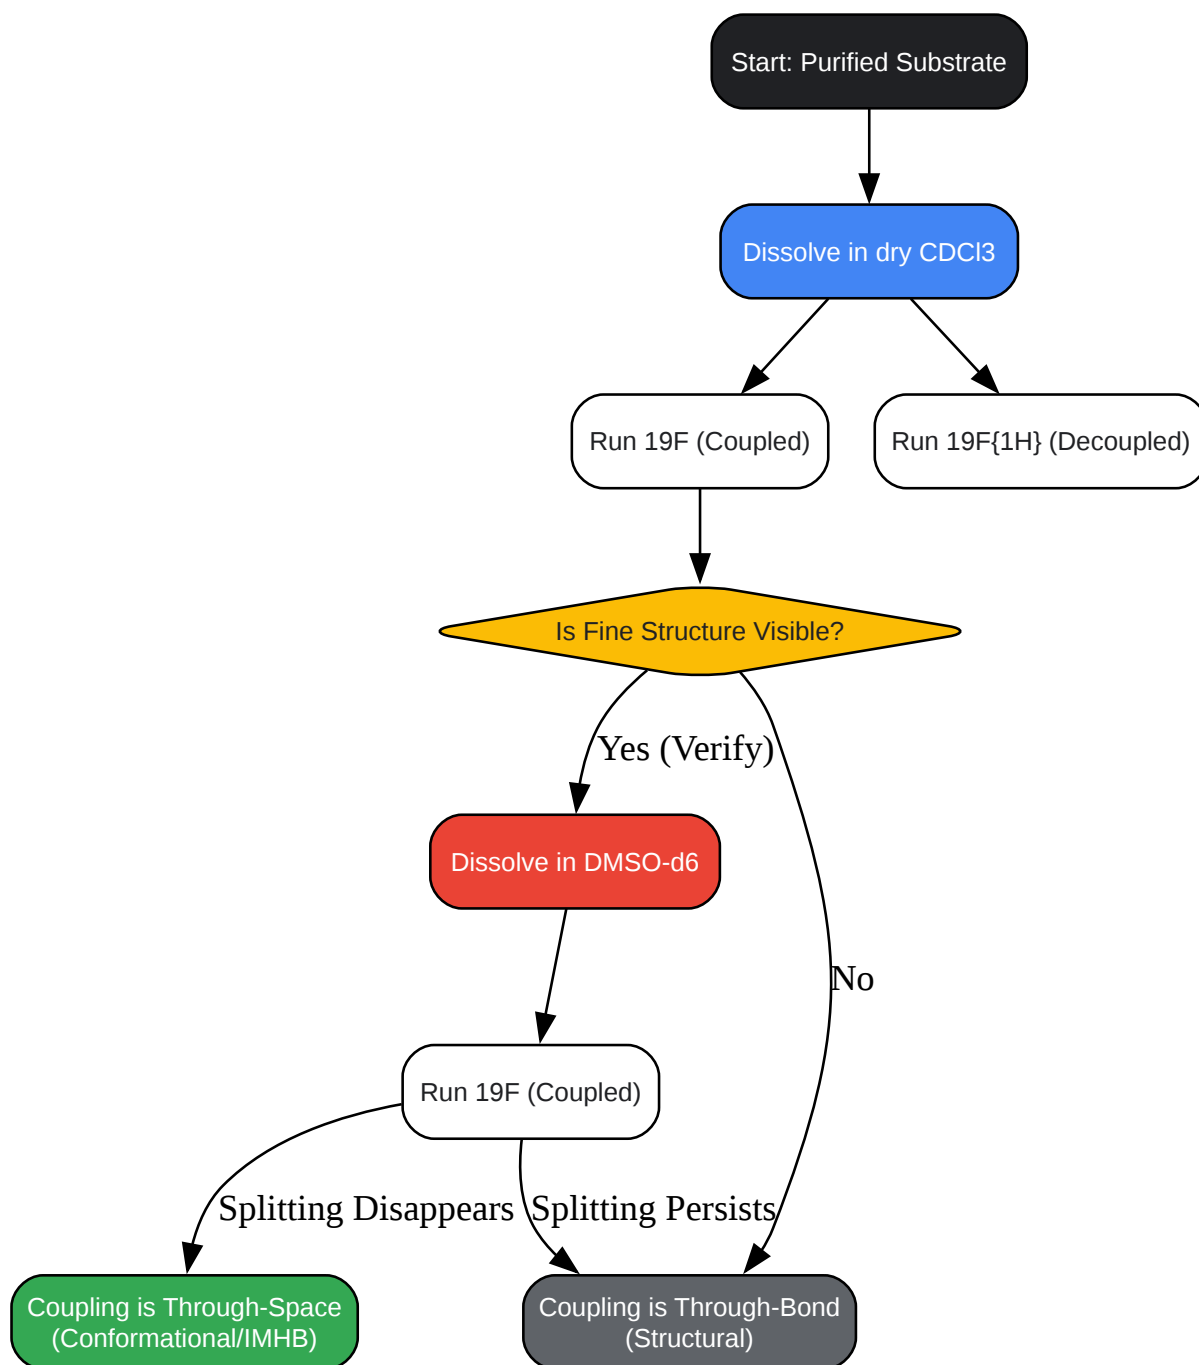 Start: Purified Substrate
Dissolve in dry CDCl3
Run 19F (Coupled)
Run 19F{1H} (Decoupled)
Is Fine Structure Visible?
Yes (Verify)
Dissolve in DMSO-d6
No
Run 19F (Coupled)
Splitting Disappears
Splitting Persists
Coupling is Through-Space
(Conformational/IMHB)
Coupling is Through-Bond
(Structural)